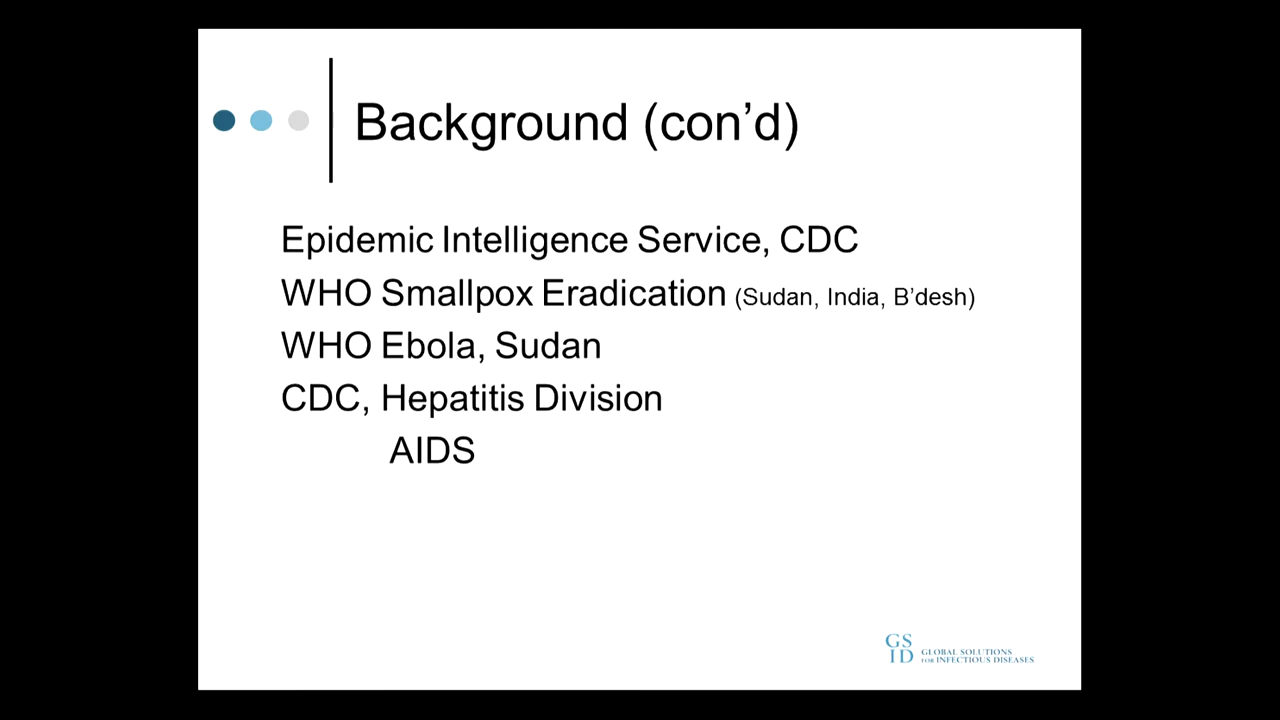 Background (con’d)
Epidemic Intelligence Service, CDC
WHO Smallpox Eradication (Sudan, India, B’desh)
WHO Ebola, Sudan
CDC, Hepatitis Division
AIDS
GS
ID
GLOBAL SOLUTIONS
FOR INFECTIOUS DISEASES